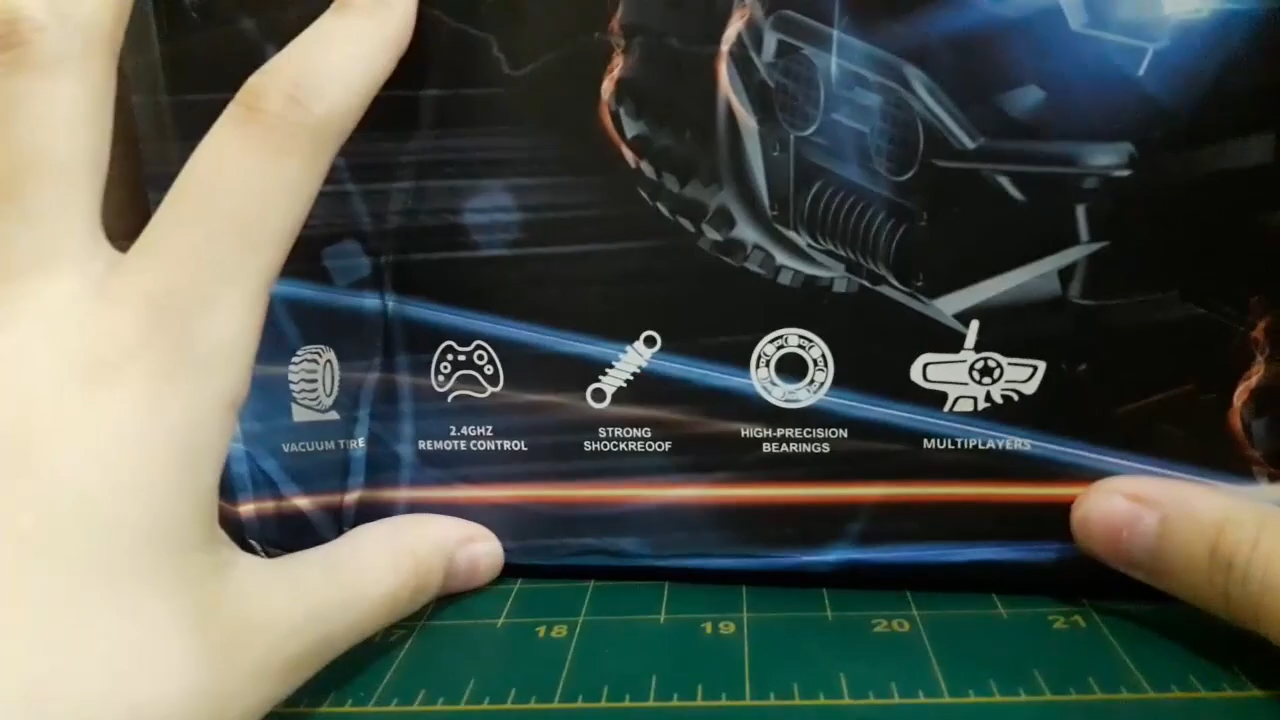 VACUUM TIRE
2.4GHZ
REMOTE CONTROL
STRONG
SHOCKREOOF
HIGH-PRECISION
BEARINGS
MULTIPLAYERS
17
18
19
20
21